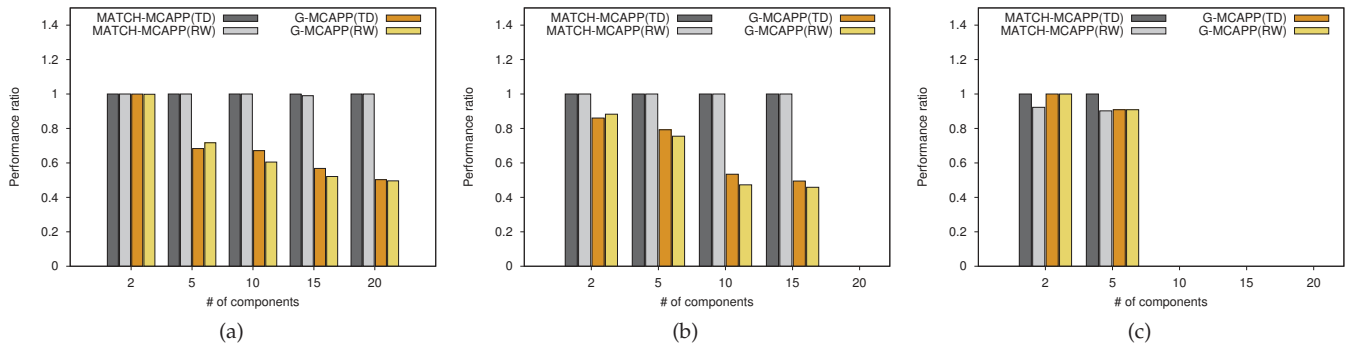 MATCH-MCAPP(TD)
MATCH-MCAPP(RW)
G-MCAPP(TD)
G-MCAPP(RW)
Performance ratio
1.4
1.2
1
0.8
0.6
0.4
0.2
0
2 5 10 15 20
# of components
(a)
MATCH-MCAPP(TD)
MATCH-MCAPP(RW)
G-MCAPP(TD)
G-MCAPP(RW)
Performance ratio
1.4
1.2
1
0.8
0.6
0.4
0.2
0
2 5 10 15 20
# of components
(b)
MATCH-MCAPP(TD)
MATCH-MCAPP(RW)
G-MCAPP(TD)
G-MCAPP(RW)
Performance ratio
1.4
1.2
1
0.8
0.6
0.4
0.2
0
2 5 10 15 20
# of components
(c)